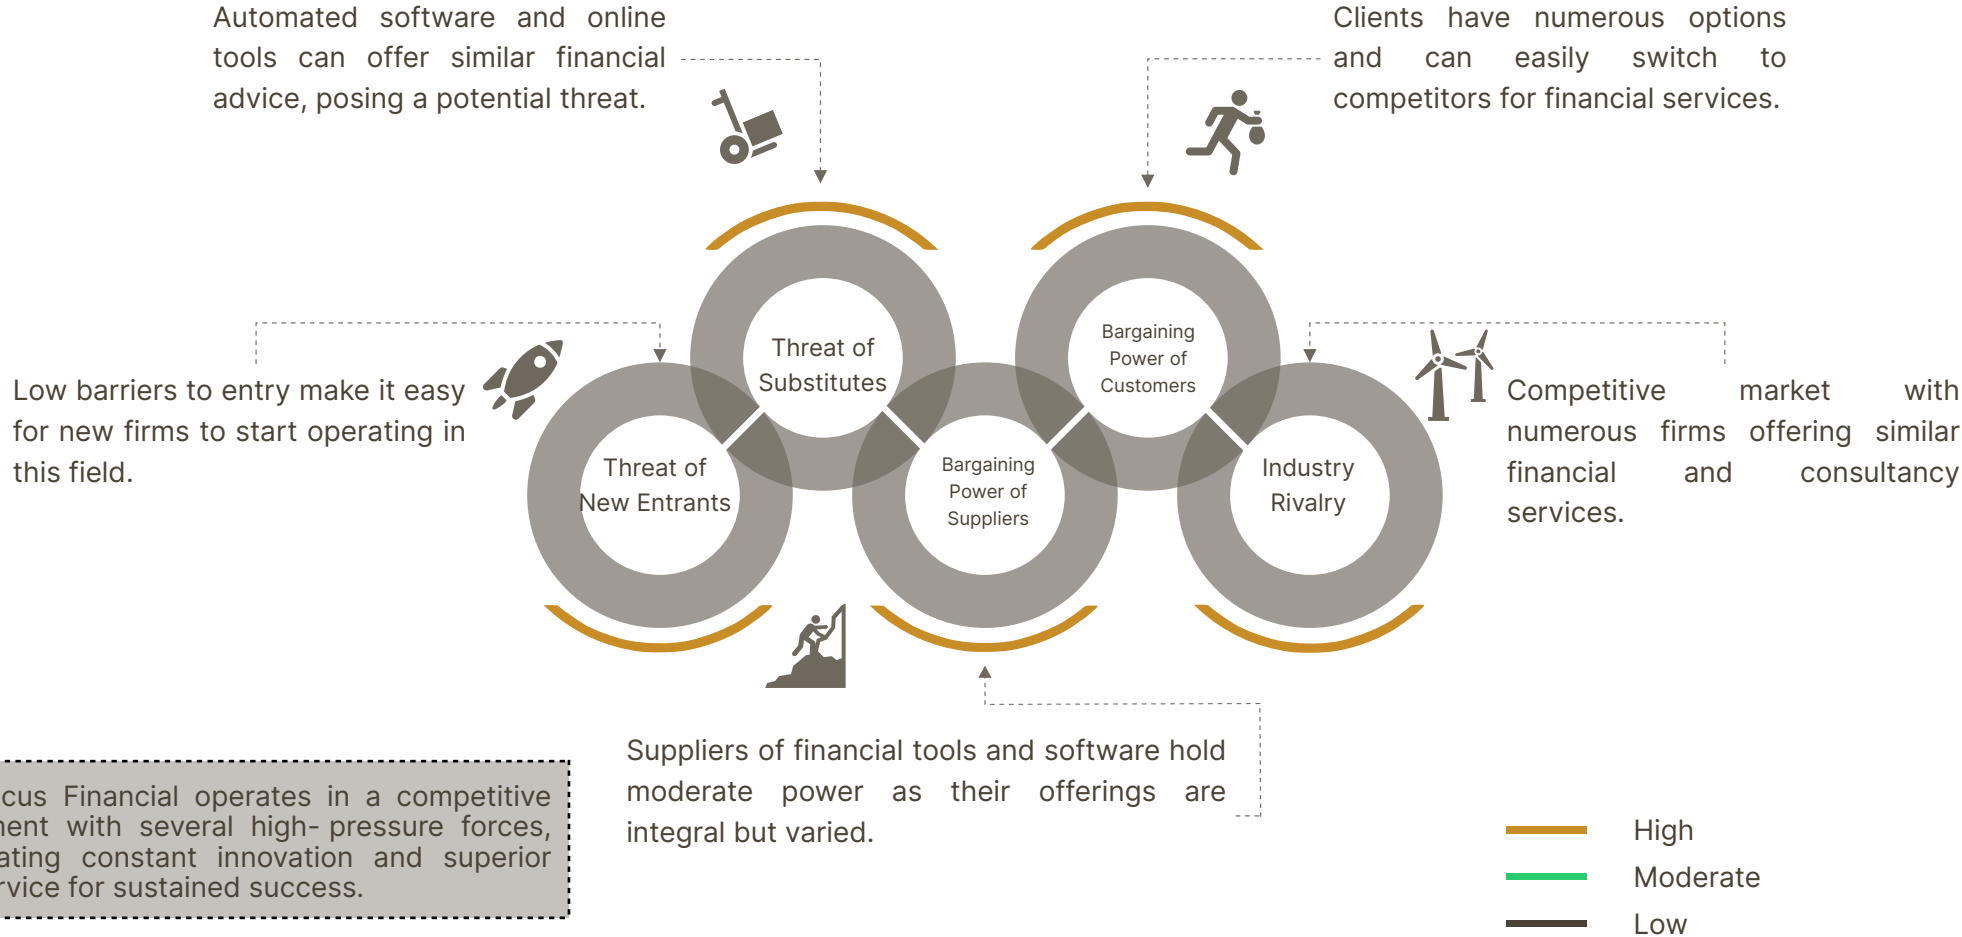 Automated software and online
tools can offer similar financial
advice, posing a potential threat.
Clients have numerous options
and can easily switch to
competitors for financial services.
Threat of
Substitutes
Bargaining
Power of
Customers
Low barriers to entry make it easy
for new firms to start operating in
this field.
Threat of
New Entrants
Bargaining
Power of
Suppliers
Industry
Rivalry
Competitive market with
numerous firms offering similar
financial and consultancy
services.
Suppliers of financial tools and software hold
moderate power as their offerings are
integral but varied.
Financial operates in a competitive
with several high- pressure forces,
constant innovation and superior
for sustained success.
High
Moderate
Low